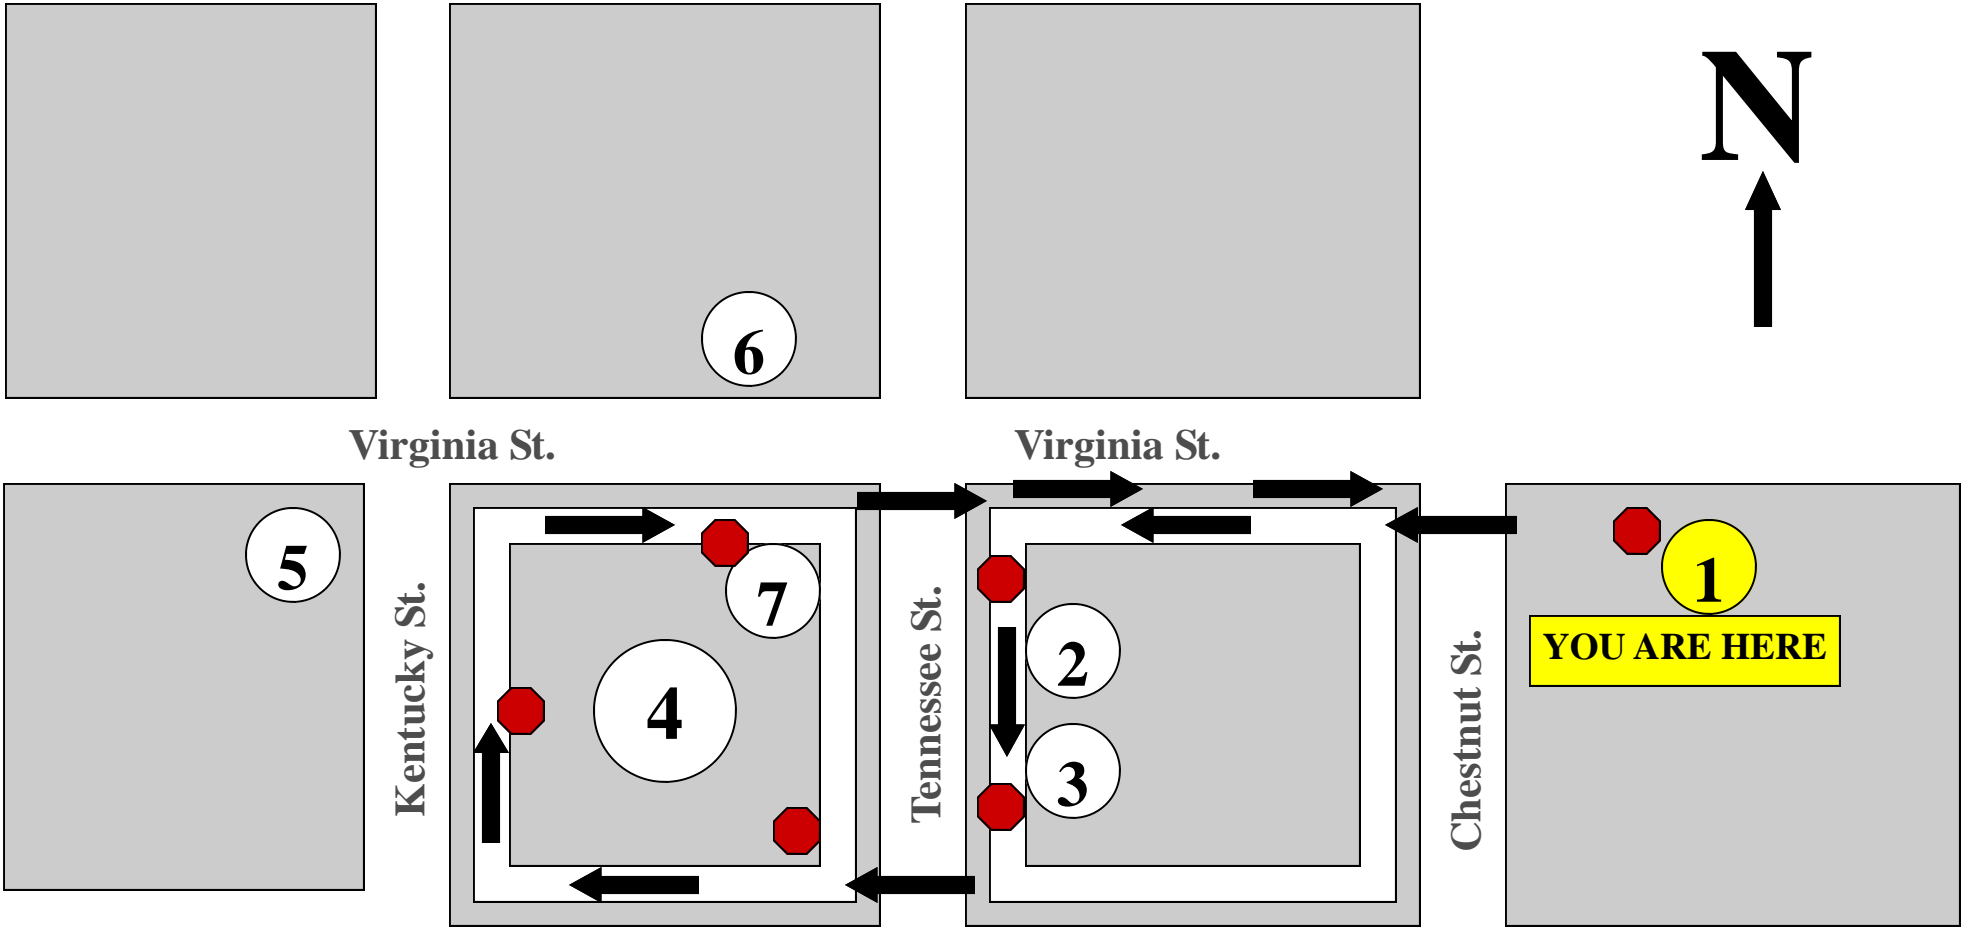 N
6
Virginia St.
Virginia St.
5
7
1
YOU ARE HERE
2
4
3
Kentucky St.
Tennessee St.
Chestnut St.